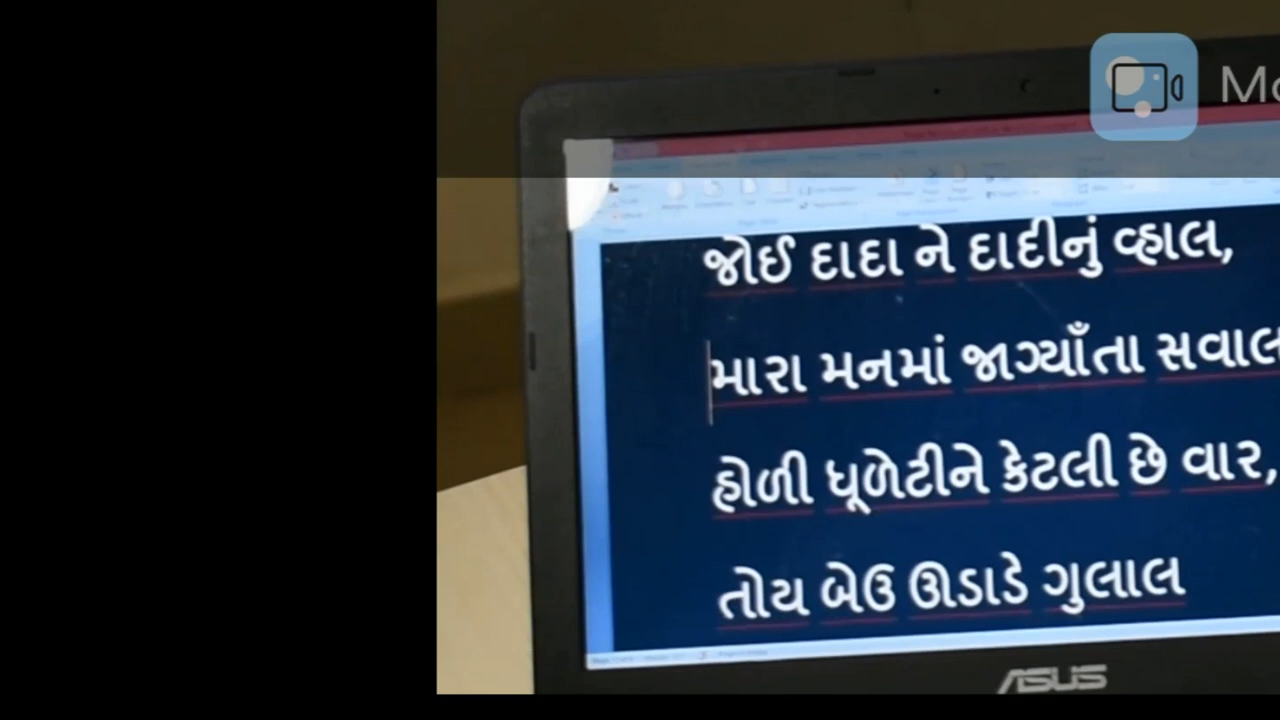 જોઈ દાદા ને દાદીનું વ્હાલ,
મારા મનમાં જાગ્યાઁતા સવાલ
હોળી ધૂળેટીને કેટલી છે વાર,
તોય બેઉ ઊડાડે ગુલાલ
ASUS